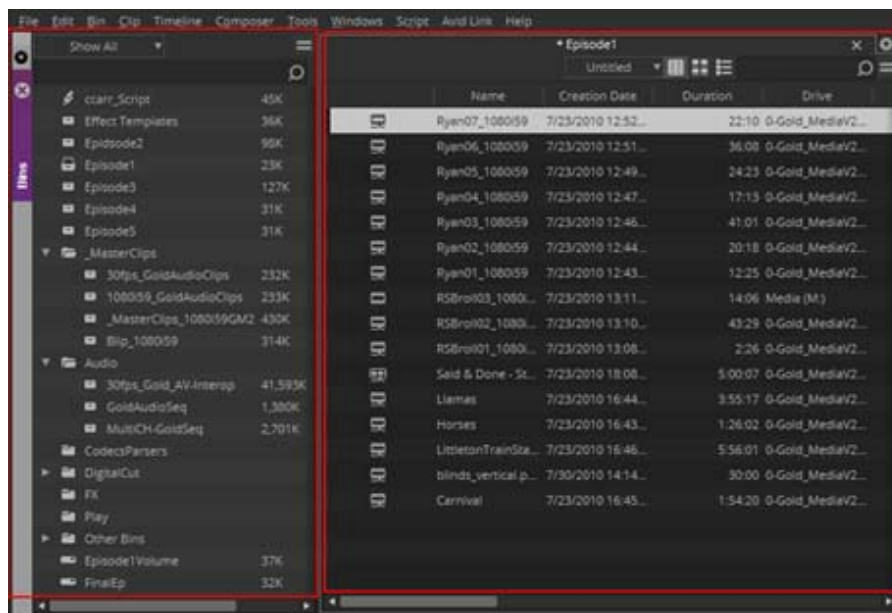 File Edit Bin Clip Timeline Composer Tools Windows Script Avid Link Help
Show All
Bins
ccarr_Script 45K
Effect Templates 36K
Epidsode2 98K
Episode1 23K
Episode3 127K
Episode4 31K
Episode5 31K
_MasterClips
30fps_GoldAudioClips 232K
1080i59_GoldAudioClips 233K
_MasterClips_1080i59GM2 430K
Blip_1080i59 314K
Audio
30fps_Gold_AV-Interop 41,593K
GoldAudioSeq 1,380K
MultiCH-GoldSeq 2,701K
CodecsParsers
DigitalCut
FX
Play
Other Bins
Episode1Volume 37K
FinalEp 32K
* Episode1
Untitled
Name Creation Date Duration Drive
Ryan07_1080i59 7/23/2010 12:52... 22:10 0-Gold_MediaV2...
Ryan06_1080i59 7/23/2010 12:51... 36:08 0-Gold_MediaV2...
Ryan05_1080i59 7/23/2010 12:49... 24:23 0-Gold_MediaV2...
Ryan04_1080i59 7/23/2010 12:47... 17:13 0-Gold_MediaV2...
Ryan03_1080i59 7/23/2010 12:46... 41:01 0-Gold_MediaV2...
Ryan02_1080i59 7/23/2010 12:44... 20:18 0-Gold_MediaV2...
Ryan01_1080i59 7/23/2010 12:43... 12:25 0-Gold_MediaV2...
RSBroll03_1080i... 7/23/2010 13:11... 14:06 Media (M:)
RSBroll02_1080i... 7/23/2010 13:10... 43:29 0-Gold_MediaV2...
RSBroll01_1080i... 7/23/2010 13:08... 2:26 0-Gold_MediaV2...
Said & Done - St... 7/23/2010 18:08... 5:00:07 0-Gold_MediaV2...
Llamas 7/23/2010 16:44... 3:55:17 0-Gold_MediaV2...
Horses 7/23/2010 16:43... 1:26:02 0-Gold_MediaV2...
LittletonTrainSta... 7/23/2010 16:46... 5:56:01 0-Gold_MediaV2...
blinds_vertical.p... 7/30/2010 14:14... 30:00 0-Gold_MediaV2...
Carnival 7/23/2010 16:45... 1:54:20 0-Gold_MediaV2...